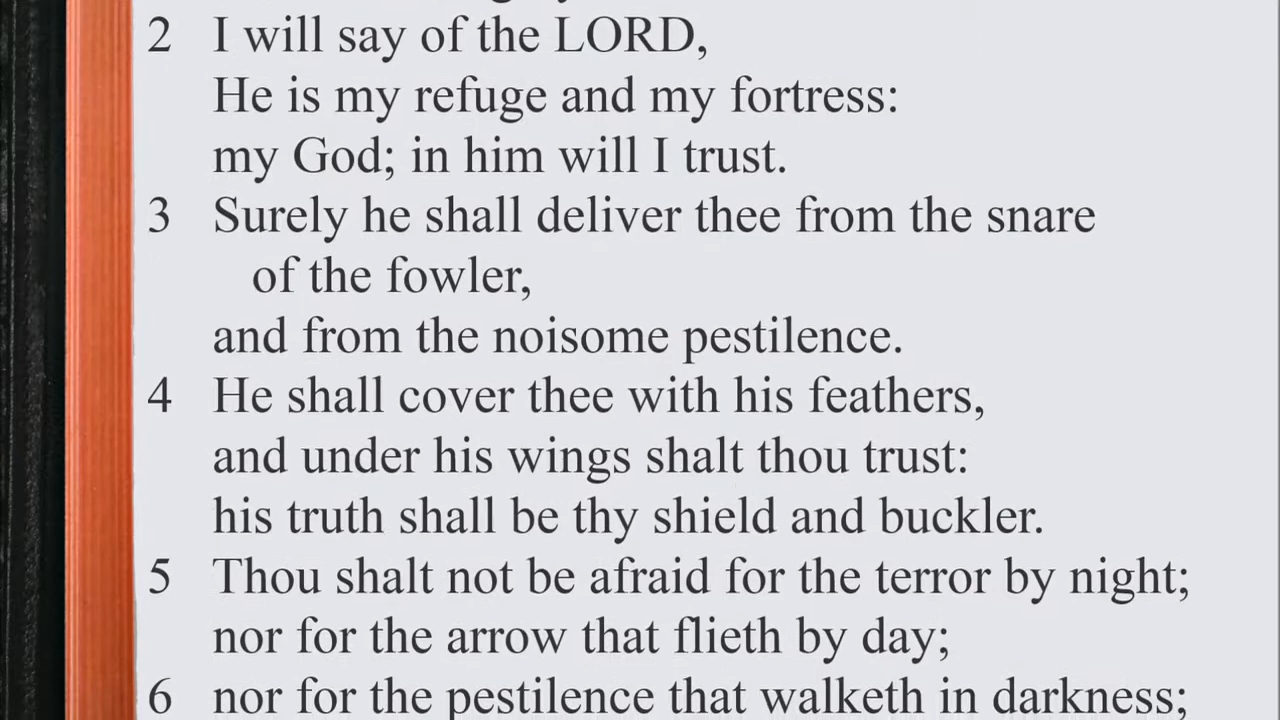 2 I will say of the LORD,
He is my refuge and my fortress:
my God; in him will I trust.
3 Surely he shall deliver thee from the snare
of the fowler,
and from the noisome pestilence.
4 He shall cover thee with his feathers,
and under his wings shalt thou trust:
his truth shall be thy shield and buckler.
5 Thou shalt not be afraid for the terror by night;
nor for the arrow that flieth by day;
6 nor for the pestilence that walketh in darkness;